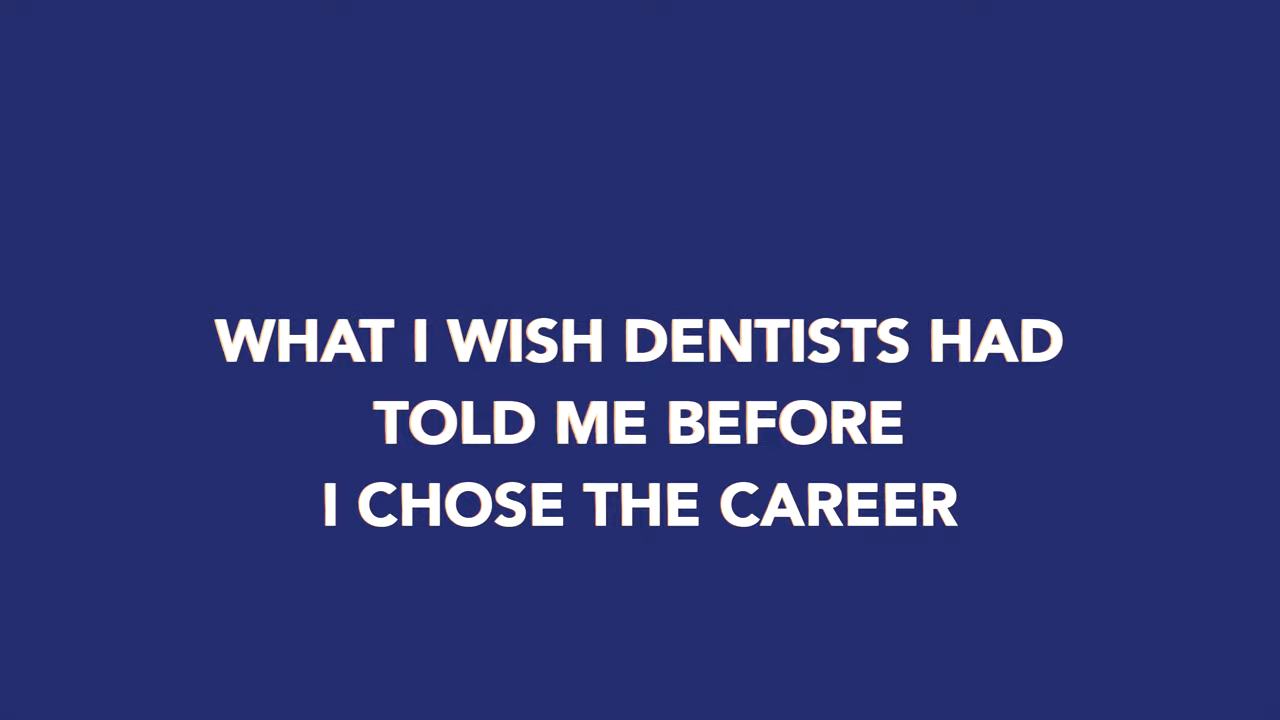 WHAT I WISH DENTISTS HAD
TOLD ME BEFORE
I CHOSE THE CAREER